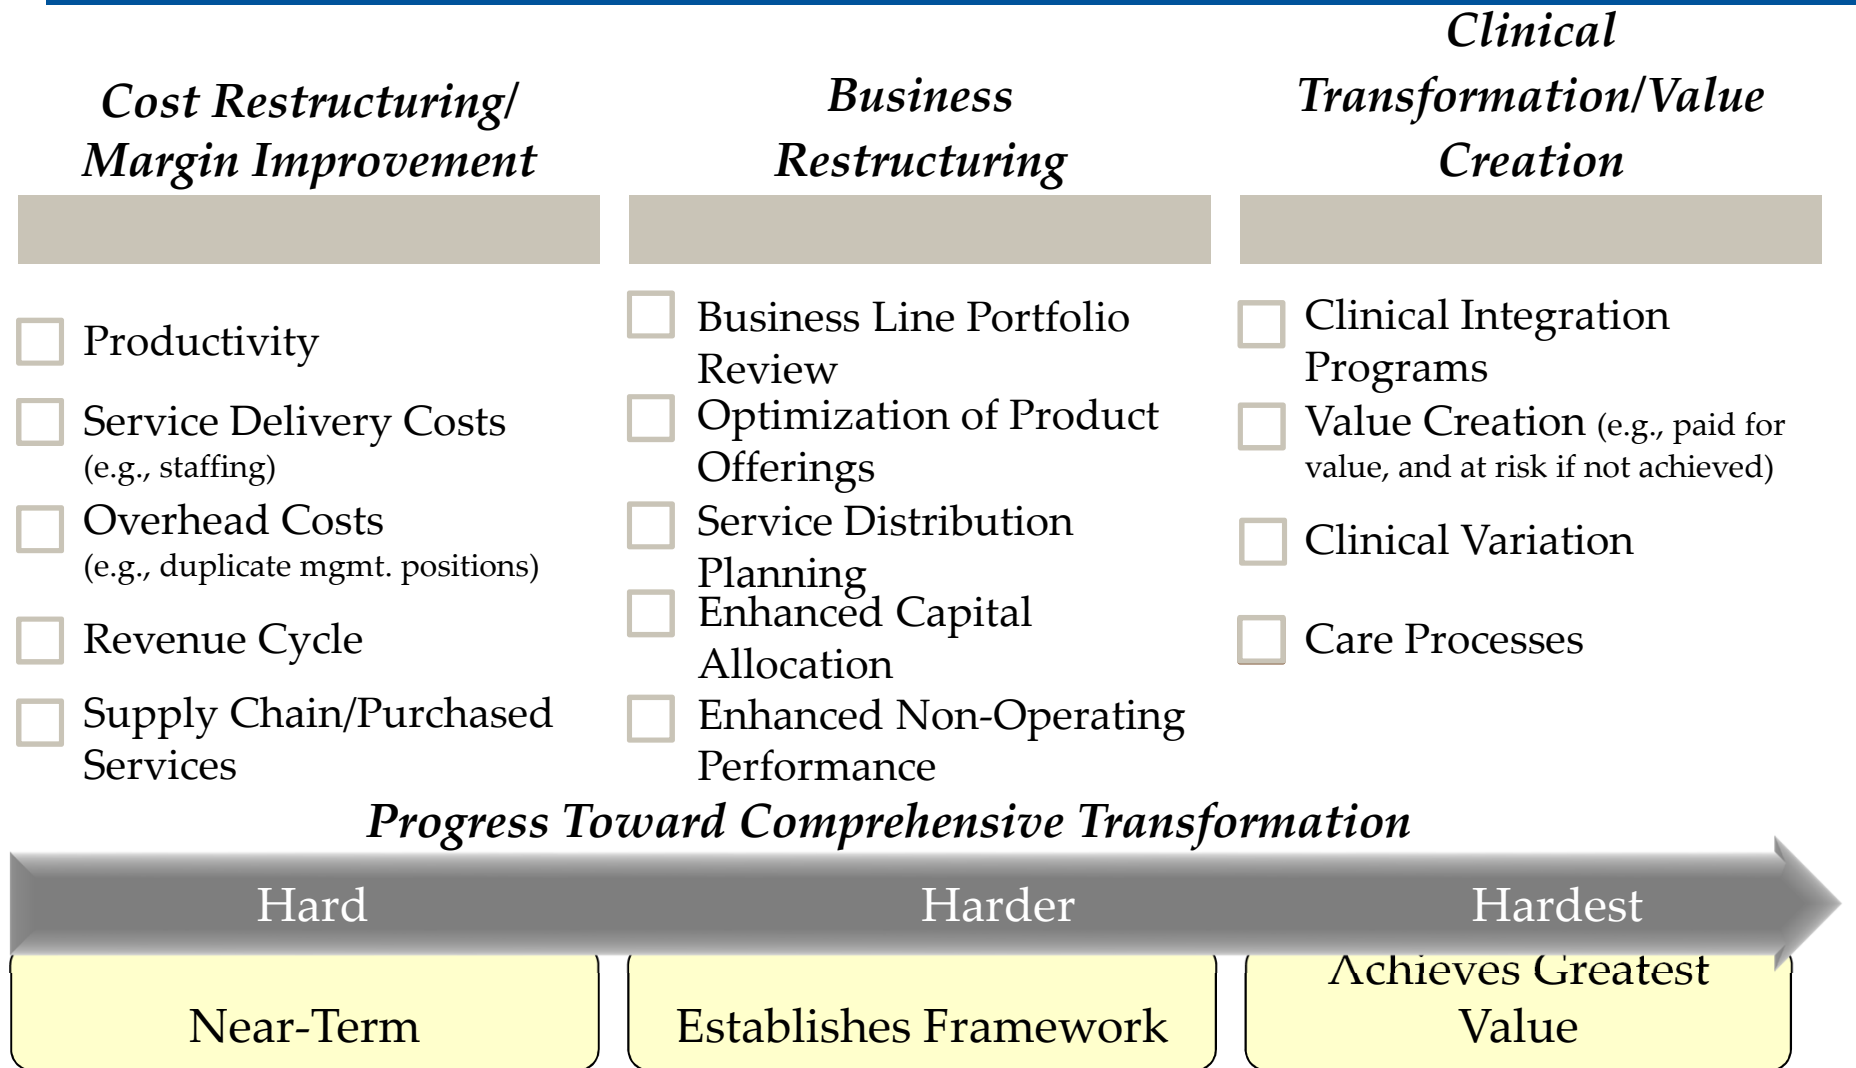 Cost Restructuring/
Margin Improvement
Productivity
Service Delivery Costs
(e.g., staffing)
Overhead Costs
(e.g., duplicate mgmt. positions)
Revenue Cycle
Supply Chain/Purchased
Services
Business
Restructuring
Business Line Portfolio
Review
Optimization of Product
Offerings
Service Distribution
Planning
Enhanced Capital
Allocation
Enhanced Non-Operating
Performance
Clinical
Transformation/Value
Creation
Clinical Integration
Programs
Value Creation (e.g., paid for
value, and at risk if not achieved)
Clinical Variation
Care Processes
Progress Toward Comprehensive Transformation
Hard
Harder
Hardest
Near-Term
Establishes Framework
Achieves Greatest
Value